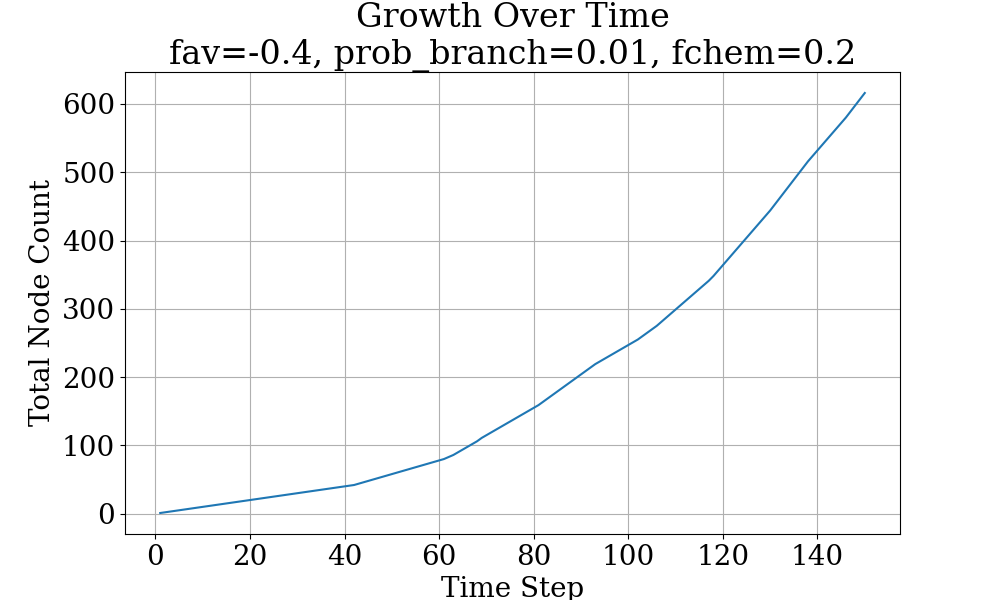 Growth Over Time
fav=-0.4, prob_branch=0.01, fchem=0.2
600
500
400
300
200
100
0
Total Node Count
0 20 40 60 80 100 120 140
Time Step